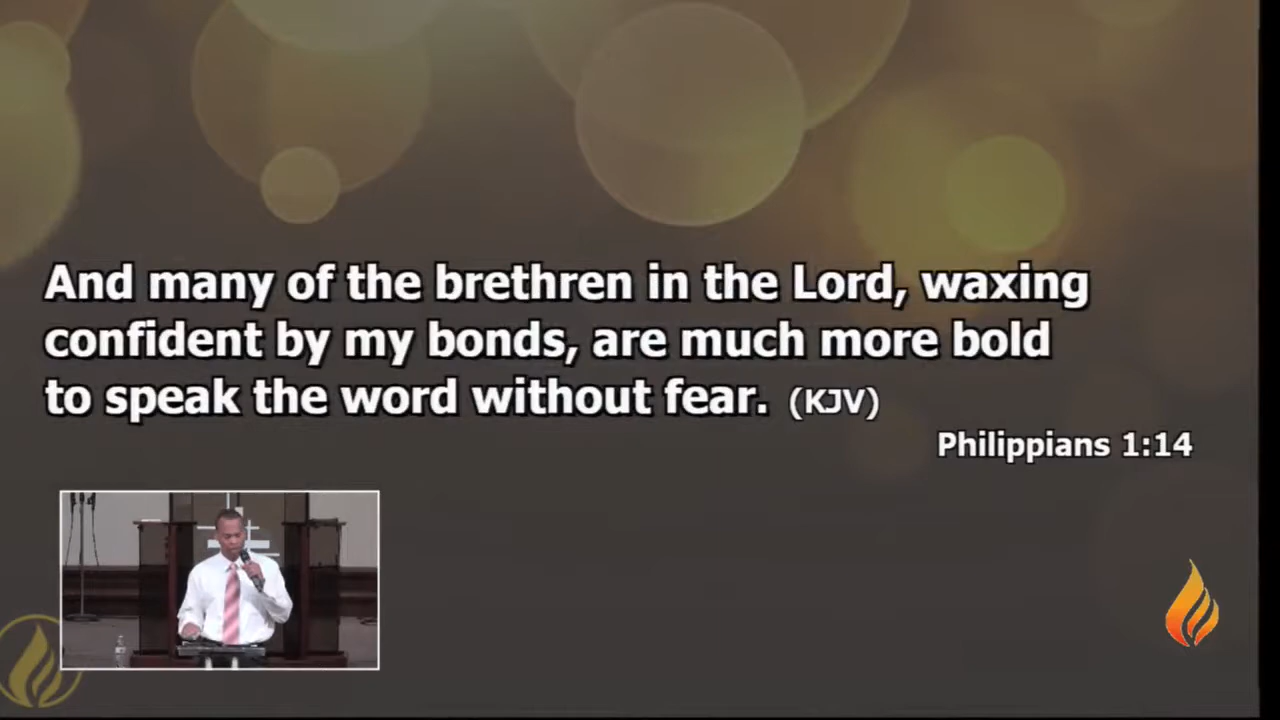 And many of the brethren in the Lord, waxing
confident by my bonds, are much more bold
to speak the word without fear. (KJV)
Philippians 1:14